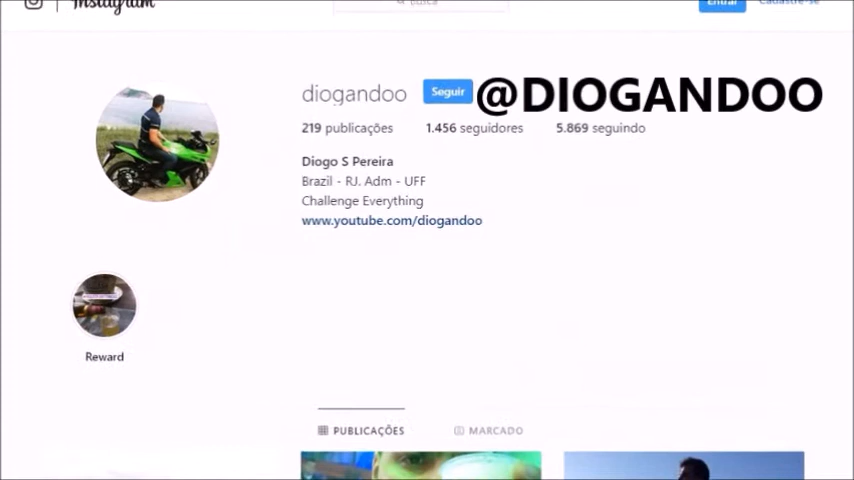 Instagram
Busca
Entrar
Cadastre-se
diogandoo
Seguir
@DIOGANDOO
219 publicações
1.456 seguidores
5.869 seguindo
Diogo S Pereira
Brazil - RJ. Adm - UFF
Challenge Everything
www.youtube.com/diogandoo
Reward
PUBLICAÇÕES
MARCADO